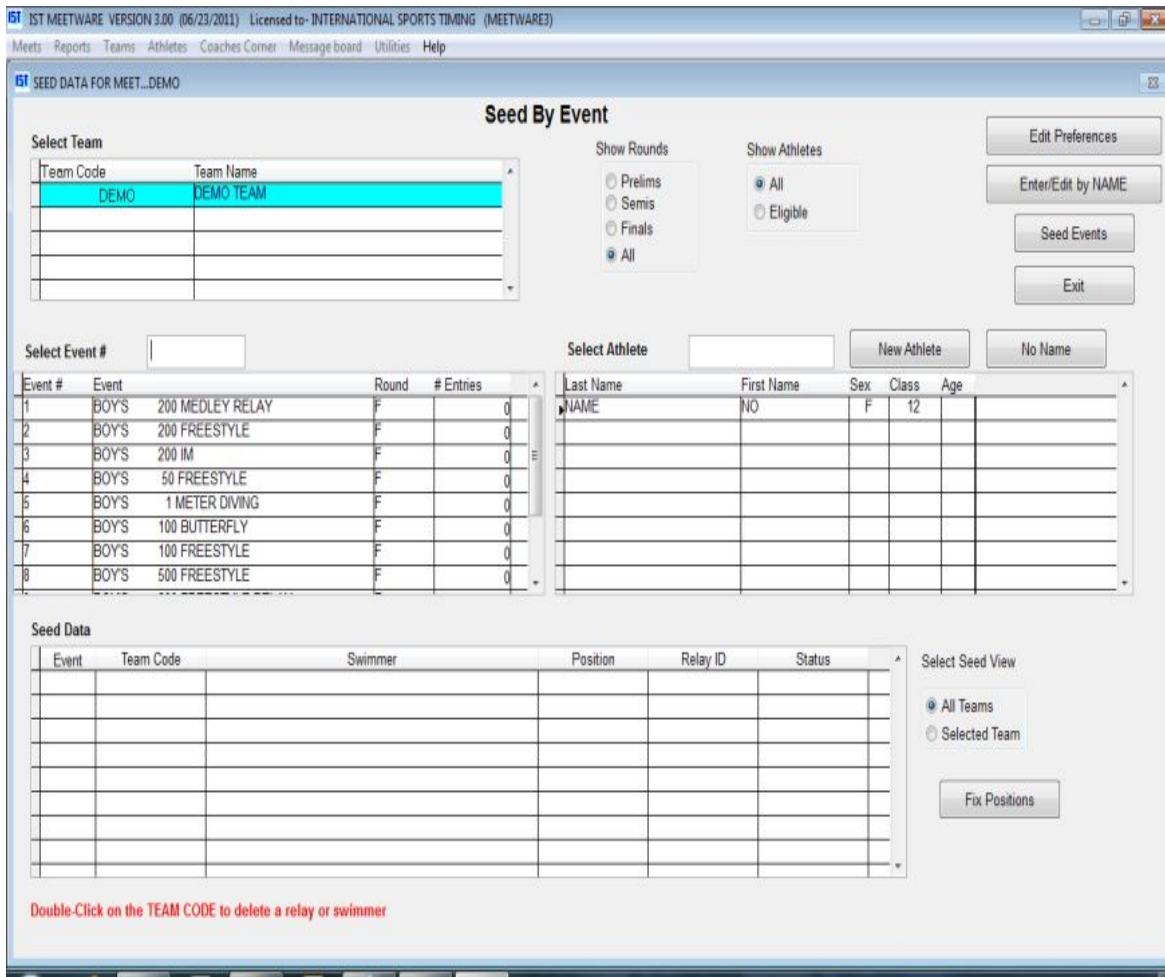 IST IST MEETWARE VERSION 3.00 (06/23/2011) Licensed to- INTERNATIONAL SPORTS TIMING (MEETWARE3)
Meets Reports Teams Athletes Coaches Corner Message board Utilities Help
IST SEED DATA FOR MEET...DEMO
Seed By Event
Select Team
Team Code Team Name
DEMO DEMO TEAM
Show Rounds
Prelims
Semis
Finals
All
Show Athletes
All
Eligible
Edit Preferences
Enter/Edit by NAME
Seed Events
Exit
Select Event #
Event # Event Round # Entries
1 BOY'S 200 MEDLEY RELAY F 0
2 BOY'S 200 FREESTYLE F 0
3 BOY'S 200 IM F 0
4 BOY'S 50 FREESTYLE F 0
5 BOY'S 1 METER DIVING F 0
6 BOY'S 100 BUTTERFLY F 0
7 BOY'S 100 FREESTYLE F 0
8 BOY'S 500 FREESTYLE F 0
Select Athlete New Athlete No Name
Last Name First Name Sex Class Age
NAME NO F 12
Seed Data
Event Team Code Swimmer Position Relay ID Status
Select Seed View
All Teams
Selected Team
Fix Positions
Double-Click on the TEAM CODE to delete a relay or swimmer